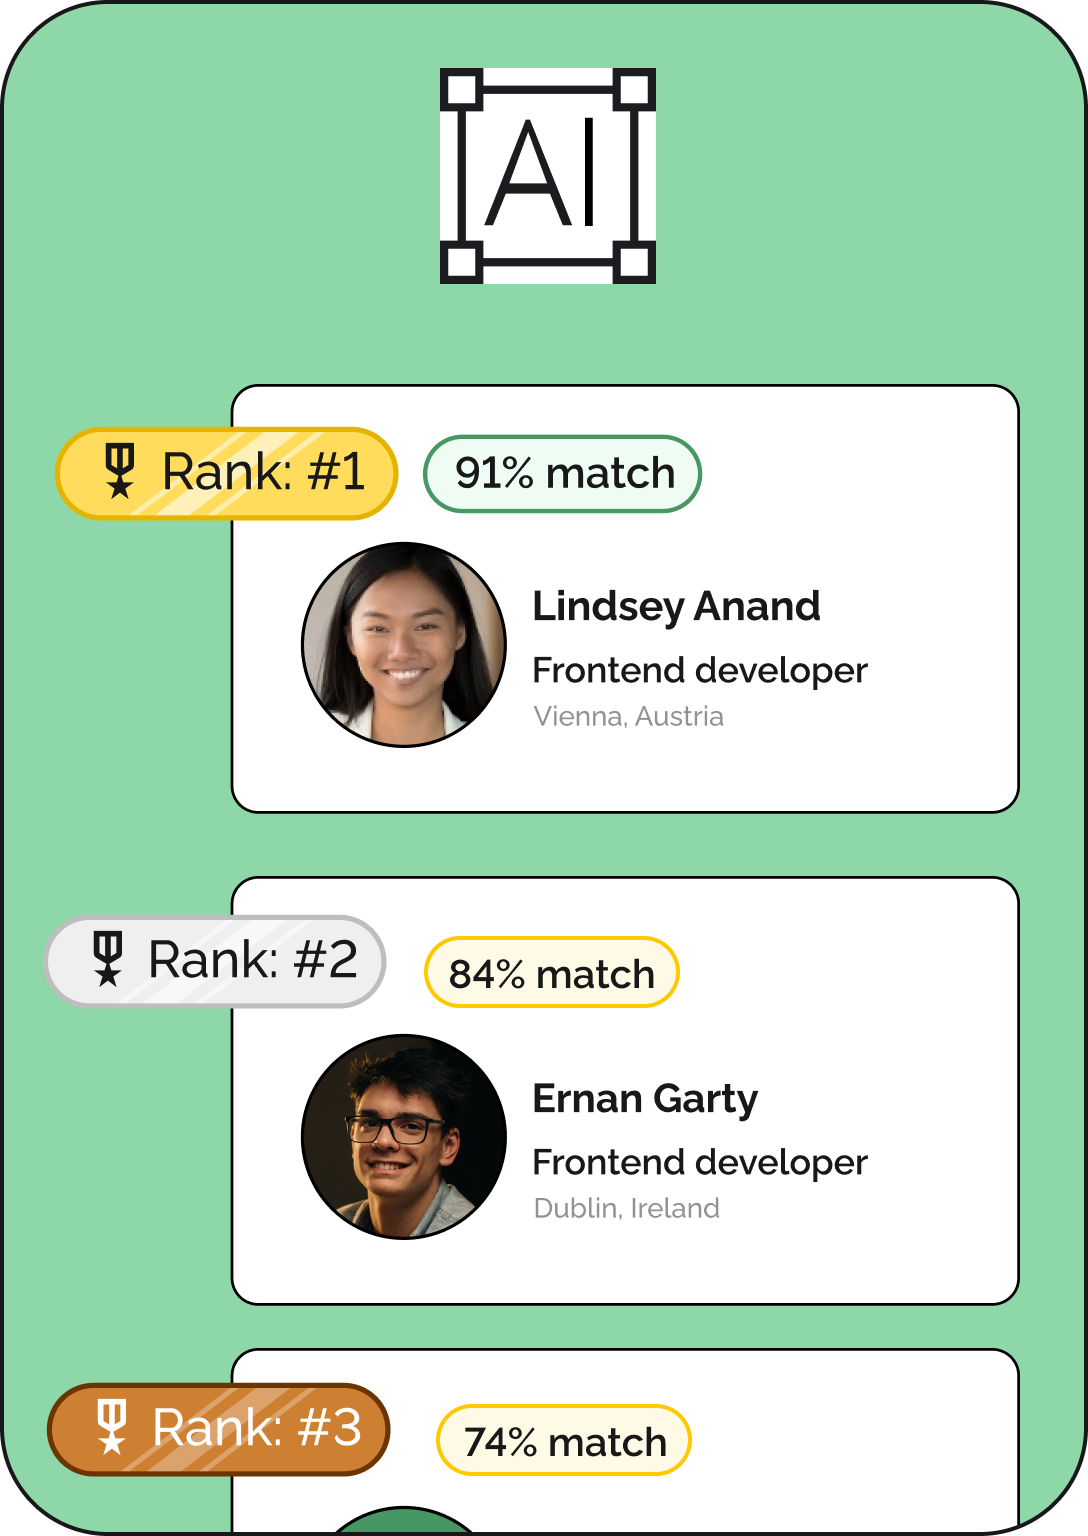 AI
Rank: #1
91% match
Lindsey Anand
Frontend developer
Vienna, Austria
Rank: #2
84% match
Ernan Garty
Frontend developer
Dublin, Ireland
Rank: #3
74% match